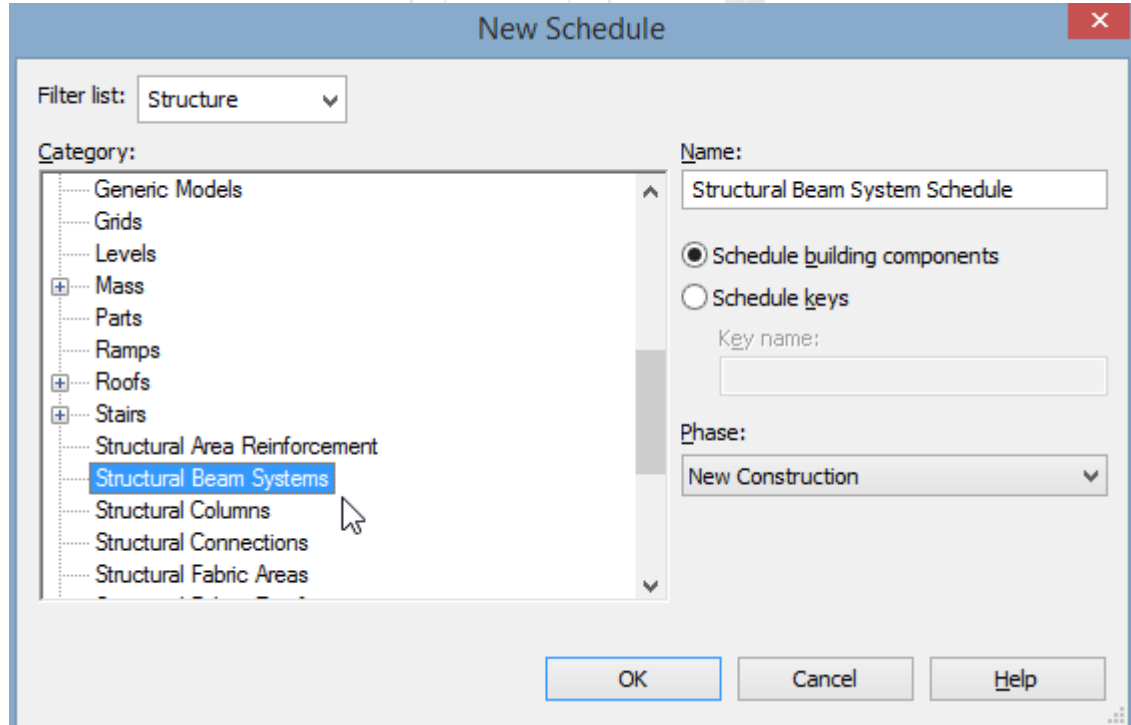 New Schedule
Filter list: Structure
Category:
Generic Models
Grids
Levels
Mass
Parts
Ramps
Roofs
Stairs
Structural Area Reinforcement
Structural Beam Systems
Structural Columns
Structural Connections
Structural Fabric Areas
Name:
Structural Beam System Schedule
Schedule building components
Schedule keys
Key name:
Phase:
New Construction
OK Cancel Help